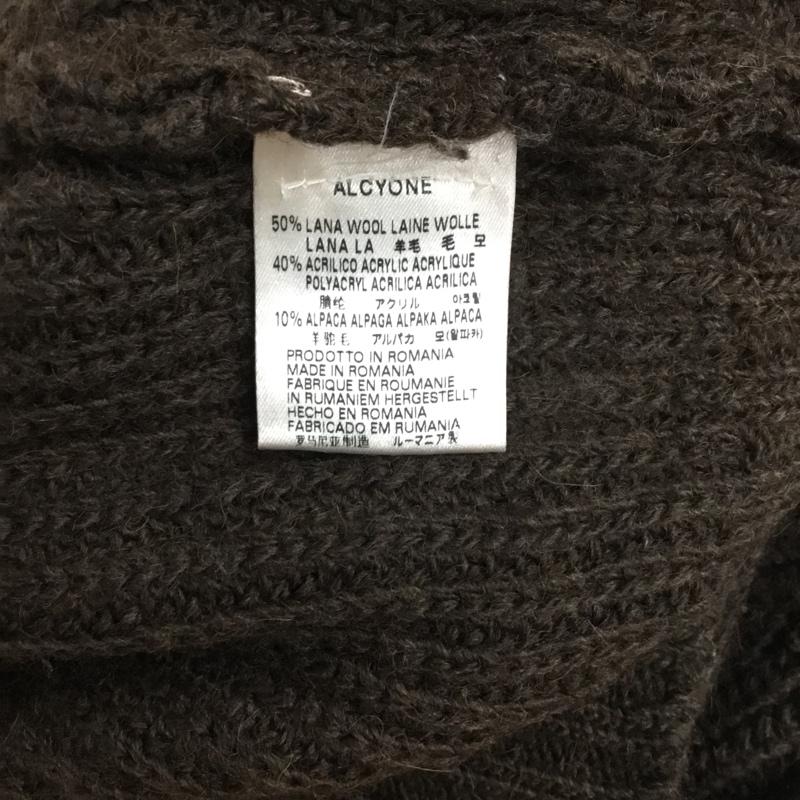 ALCYONE
50% LANA WOOL LAINE WOLLE
LANA LA 羊毛 毛 모
40% ACRILICO ACRYLIC ACRYLIQUE
POLYACRYL ACRILICA ACRILICA
腈纶 アクリル 아크릴
10% ALPACA ALPAGA ALPAKA ALPACA
羊驼毛 アルパカ 모(알파카)
PRODOTTO IN ROMANIA
MADE IN ROMANIA
FABRIQUE EN ROUMANIE
IN RUMANIEM HERGESTELLT
HECHO EN ROMANIA
FABRICADO EM RUMANIA
罗马尼亚制造 ルーマニア製